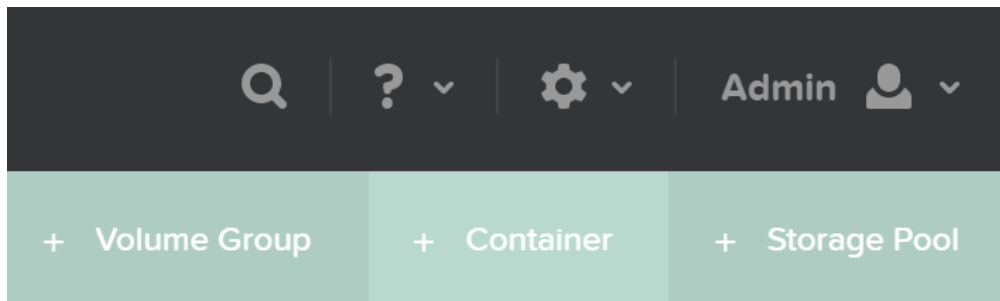 ? Admin
+ Volume Group + Container + Storage Pool